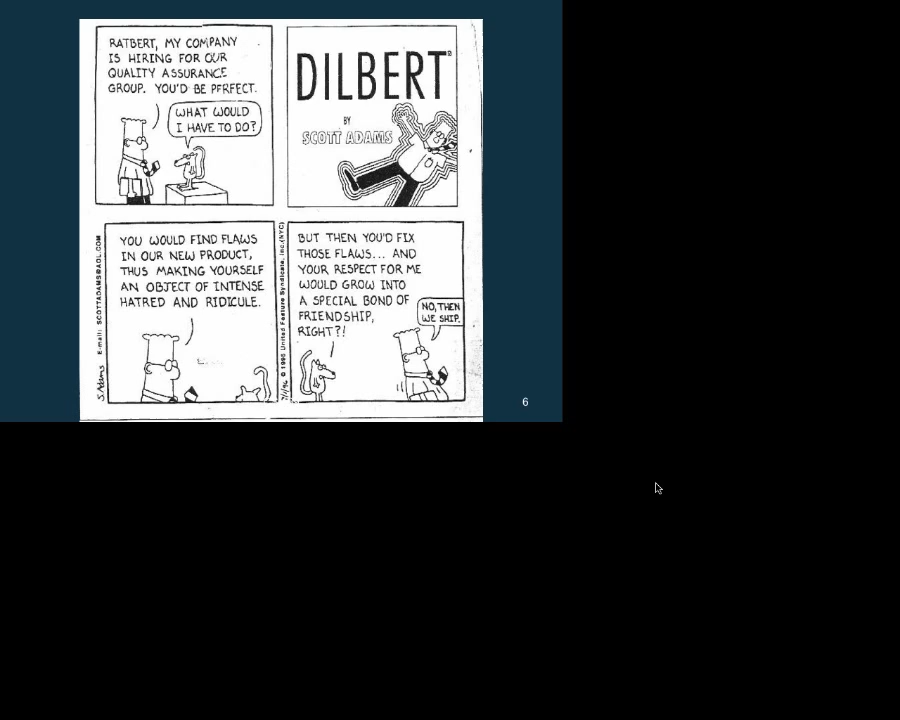 RATBERT, MY COMPANY
IS HIRING FOR OUR
QUALITY ASSURANCE
GROUP. YOU'D BE PERFECT.
WHAT WOULD
I HAVE TO DO?
DILBERT®
BY
SCOTT ADAMS
YOU WOULD FIND FLAWS
IN OUR NEW PRODUCT,
THUS MAKING YOURSELF
AN OBJECT OF INTENSE
HATRED AND RIDICULE.
S. Adams
E-mail: SCOTTADAMS@AOL.COM
© 1996 United Feature Syndicate, Inc.(NYC)
BUT THEN YOU'D FIX
THOSE FLAWS... AND
YOUR RESPECT FOR ME
WOULD GROW INTO
A SPECIAL BOND OF
FRIENDSHIP,
RIGHT?!
NO, THEN
WE SHIP.
6